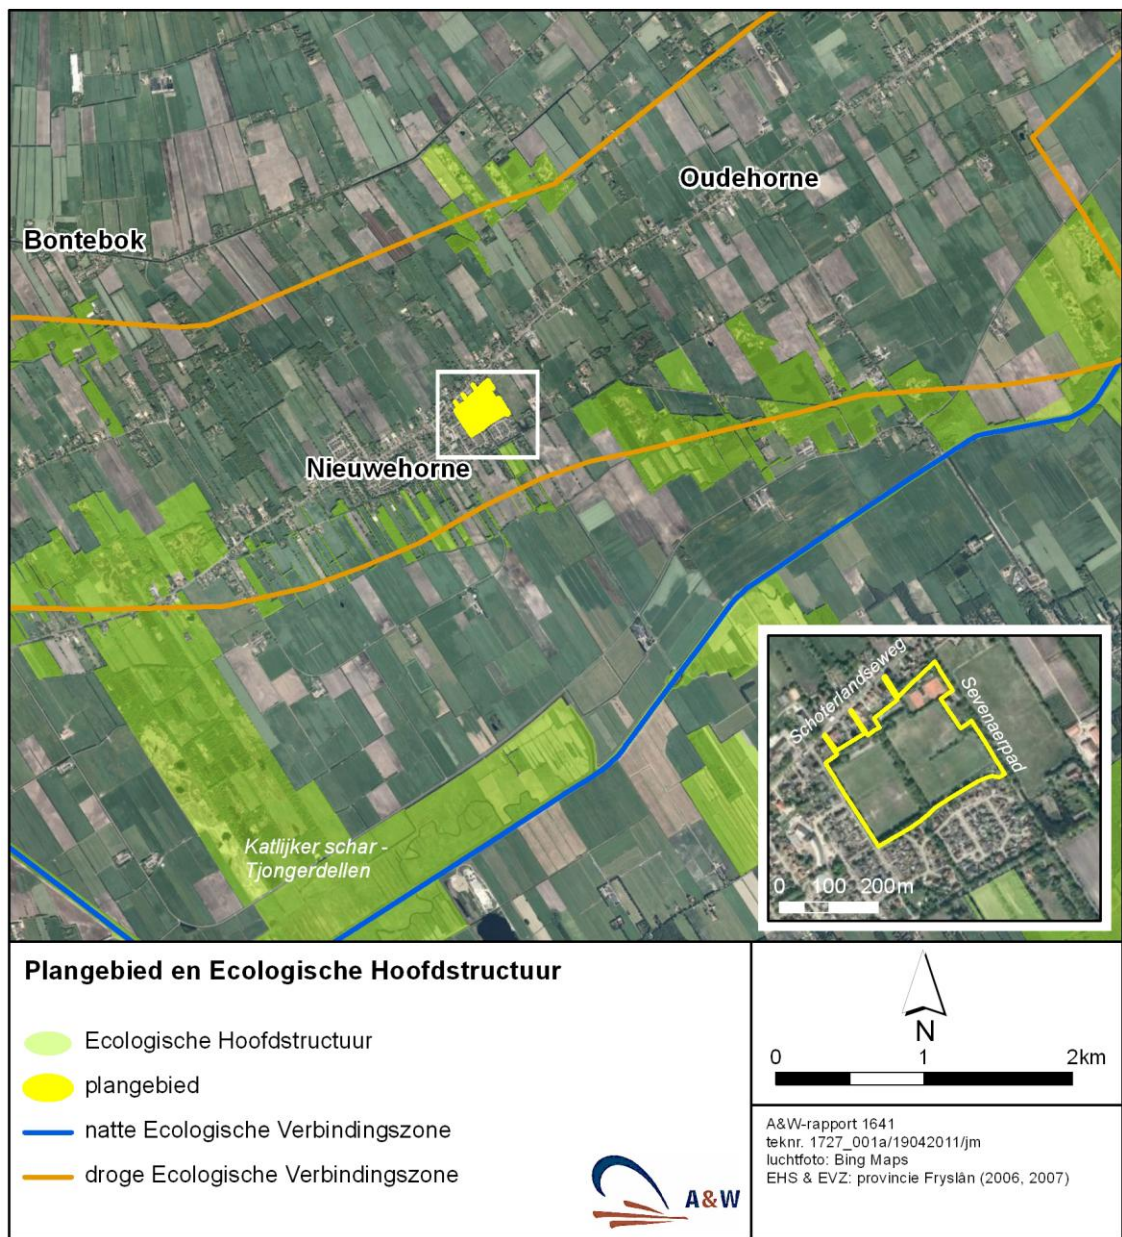 Oudehorne
Bontebok
Nieuwehorne
Schoterlandseweg
Sevenaerpad
Katlijker schar -
Tjongerdellen
0 100 200m
Plangebied en Ecologische Hoofdstructuur
Ecologische Hoofdstructuur
plangebied
natte Ecologische Verbindingszone
droge Ecologische Verbindingszone
A&W
N
0 1 2km
A&W-rapport 1641
teknr. 1727_001a/19042011/jm
luchtfoto: Bing Maps
EHS & EVZ: provincie Fryslân (2006, 2007)